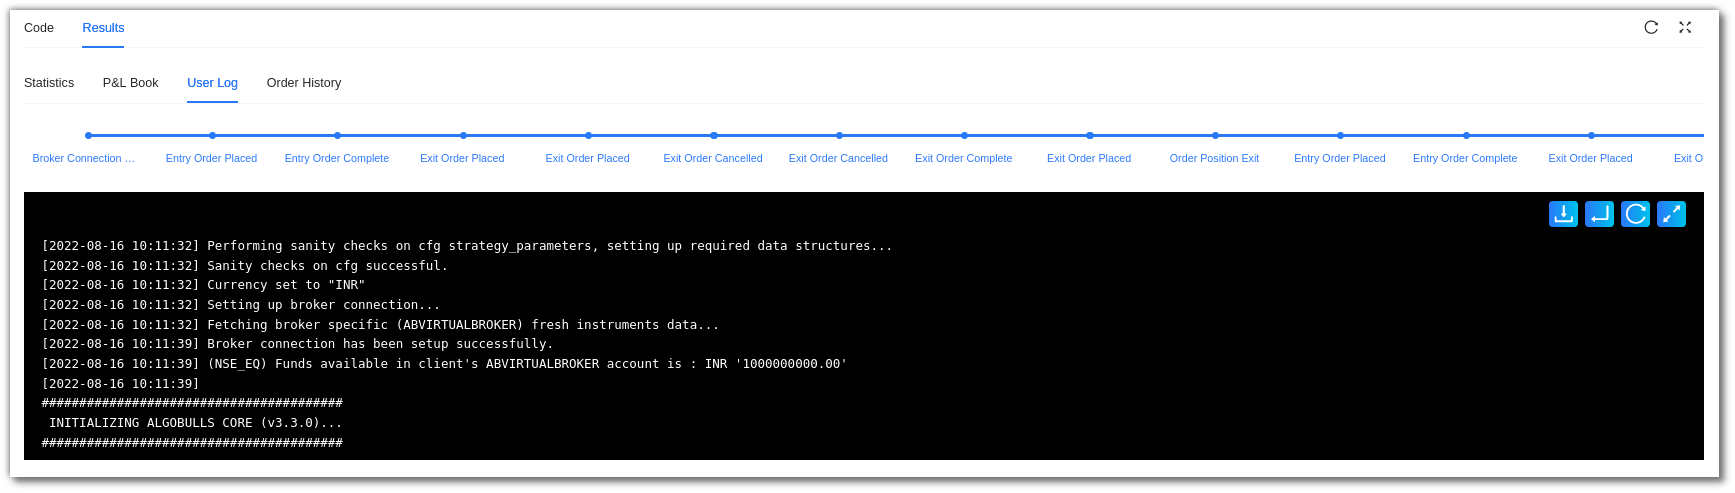 Code Results
Statistics P&L Book User Log Order History
Broker Connection ... Entry Order Placed Entry Order Complete Exit Order Placed Exit Order Placed Exit Order Cancelled Exit Order Cancelled Exit Order Complete Exit Order Placed Order Position Exit Entry Order Placed Entry Order Complete Exit Order Placed Exit O
[2022-08-16 10:11:32] Performing sanity checks on cfg strategy_parameters, setting up required data structures...
[2022-08-16 10:11:32] Sanity checks on cfg successful.
[2022-08-16 10:11:32] Currency set to "INR"
[2022-08-16 10:11:32] Setting up broker connection...
[2022-08-16 10:11:32] Fetching broker specific (ABVIRTUALBROKER) fresh instruments data...
[2022-08-16 10:11:39] Broker connection has been setup successfully.
[2022-08-16 10:11:39] (NSE_EQ) Funds available in client's ABVIRTUALBROKER account is : INR '1000000000.00'
[2022-08-16 10:11:39]
########################################
INITIALIZING ALGOBULLS CORE (v3.3.0)...
########################################